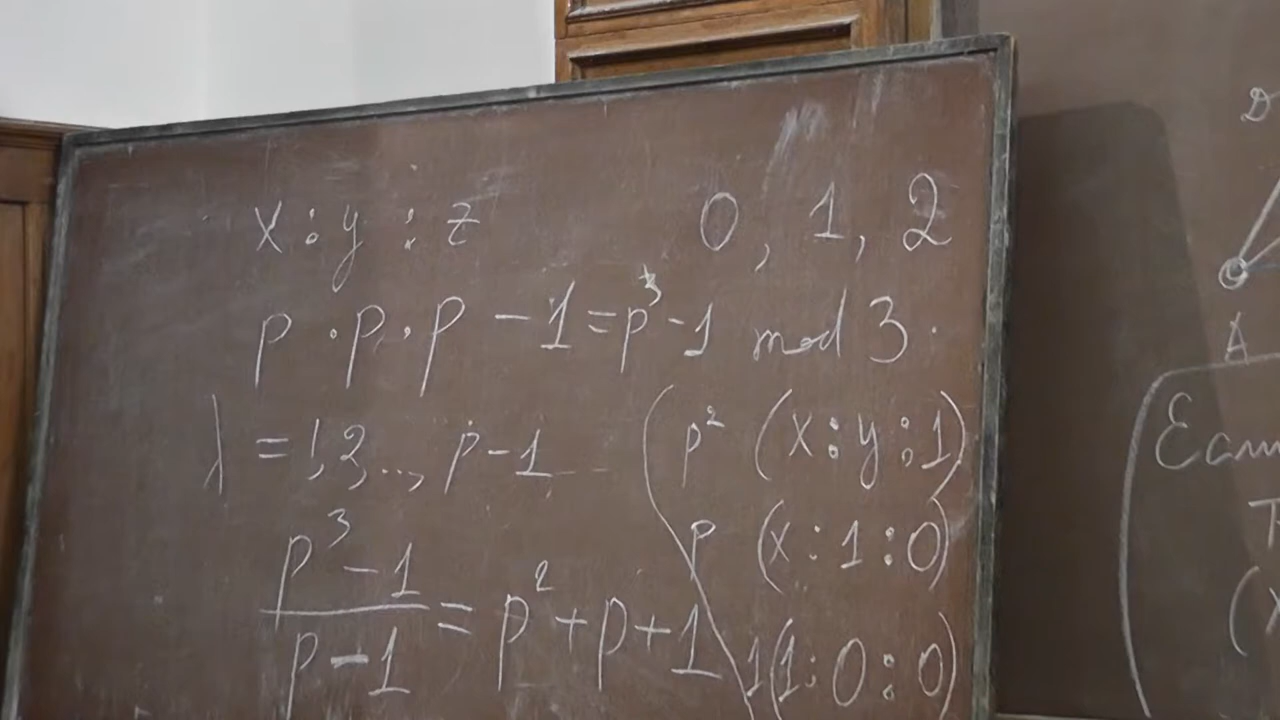 x : y : z
0, 1, 2
p · p · p - 1 = p³ - 1 mod 3
λ = 1, 2, ..., p - 1
p² (x : y : 1)
p (x : 1 : 0)
1 (1 : 0 : 0)
(p³ - 1)/(p - 1) = p² + p + 1
D
A
Если